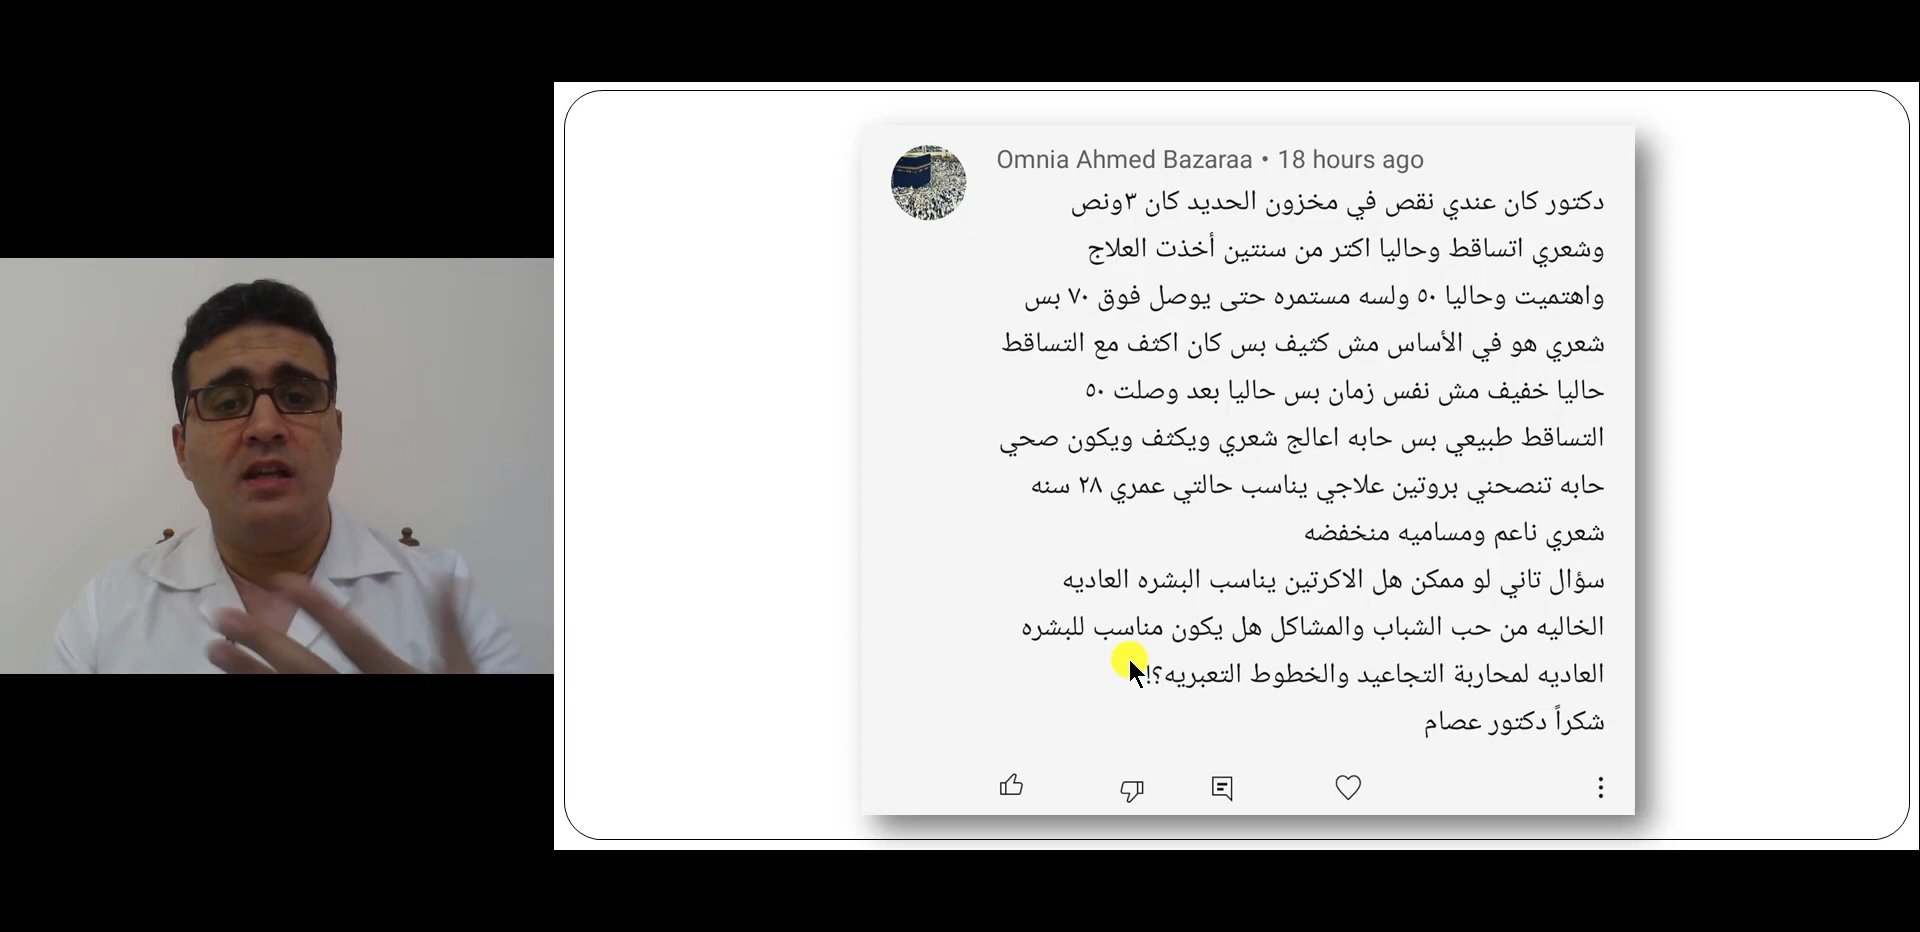 Omnia Ahmed Bazaraa • 18 hours ago
دكتور كان عندي نقص في مخزون الحديد كان ٣ونص
وشعري اتساقط وحاليا اكتر من سنتين أخذت العلاج
واهتميت وحاليا ٥٠ ولسه مستمره حتى يوصل فوق ٧٠ بس
شعري هو في الأساس مش كثيف بس كان اكثف مع التساقط
حاليا خفيف مش نفس زمان بس حاليا بعد وصلت ٥٠
التساقط طبيعي بس حابه اعالج شعري ويكثف ويكون صحي
حابه تنصحني بروتين علاجي يناسب حالتي عمري ٢٨ سنه
شعري ناعم ومساميه منخفضه
سؤال تاني لو ممكن هل الاكرتين يناسب البشره العاديه
الخاليه من حب الشباب والمشاكل هل يكون مناسب للبشره
العاديه لمحاربة التجاعيد والخطوط التعبريه؟!
شكراً دكتور عصام